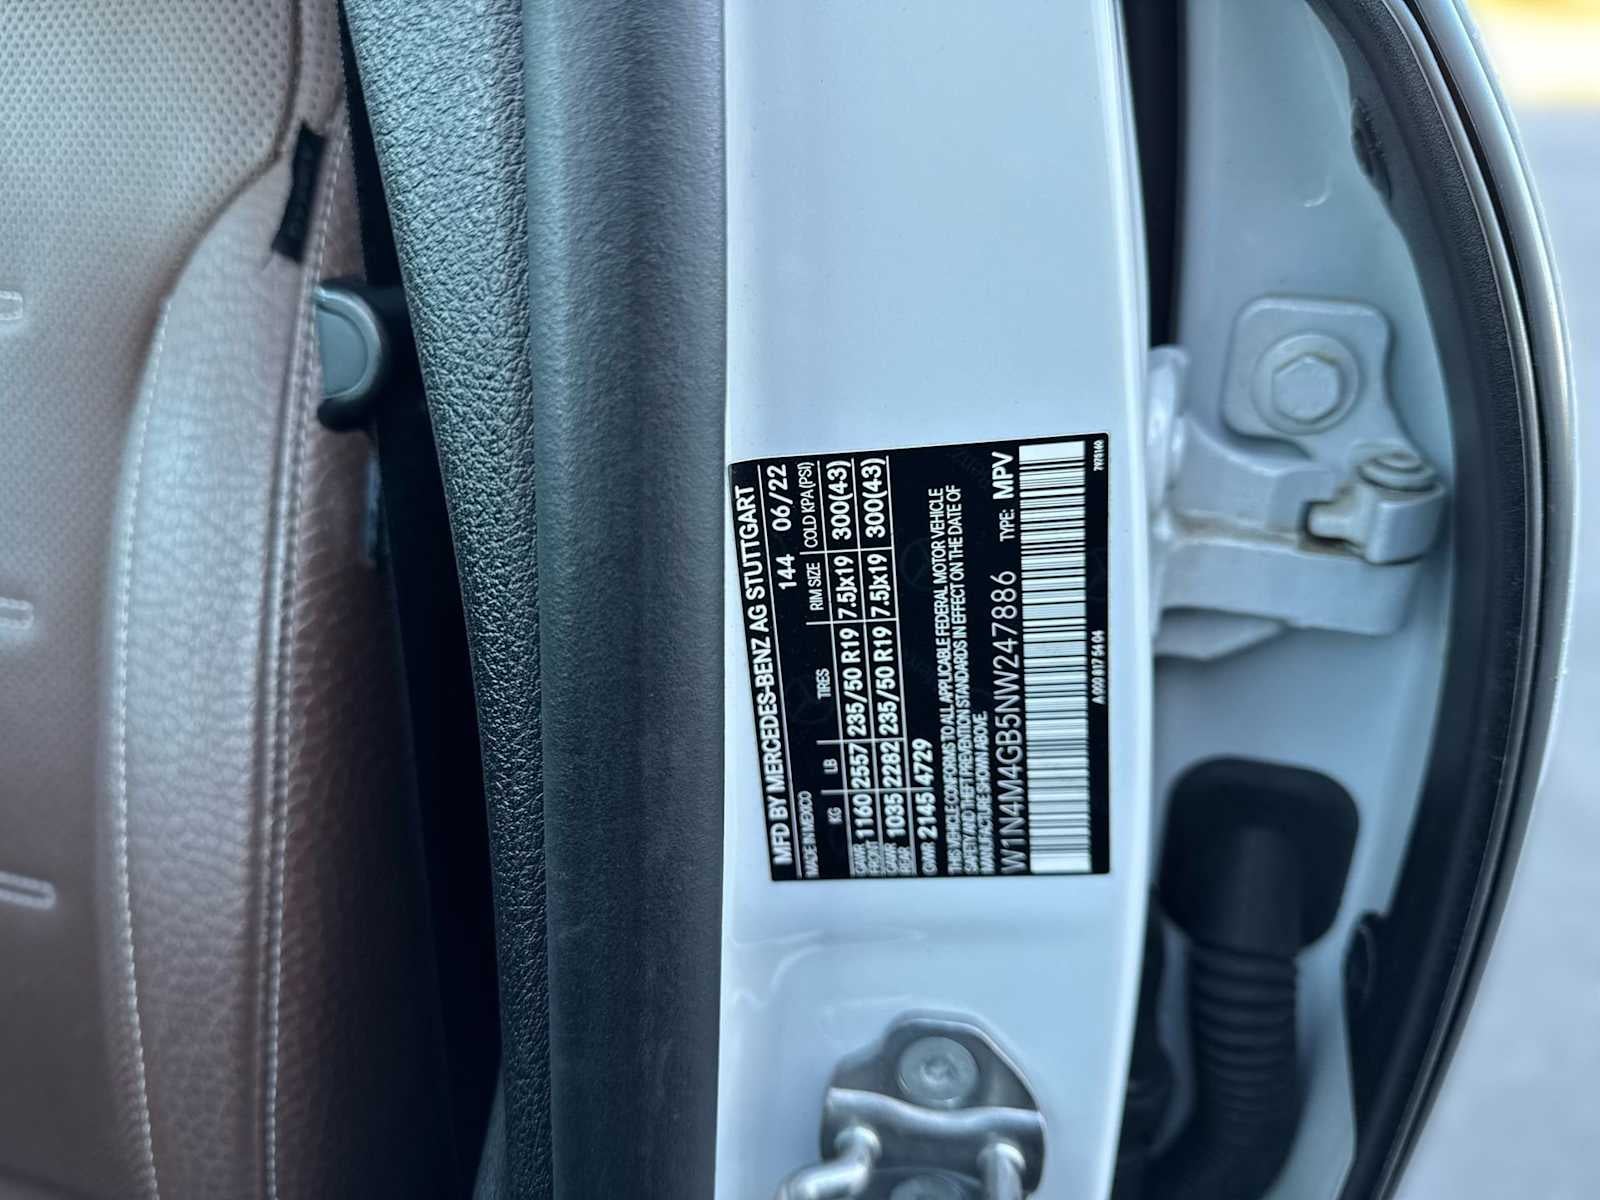 MFD BY MERCEDES-BENZ AG STUTTGART
MADE IN MEXICO 144 06/22
KG LB TIRES RIM SIZE COLD KPA (PSI)
GAWR FRONT 1160 2557 235/50 R19 7.5Jx19 300(43)
GAWR REAR 1035 2282 235/50 R19 7.5Jx19 300(43)
GVWR 2145 4729
THIS VEHICLE CONFORMS TO ALL APPLICABLE FEDERAL MOTOR VEHICLE
SAFETY AND THEFT PREVENTION STANDARDS IN EFFECT ON THE DATE OF
MANUFACTURE SHOWN ABOVE.
W1N4M4GB5NW247886 TYPE: MPV
A 099 817 54 04 7975160